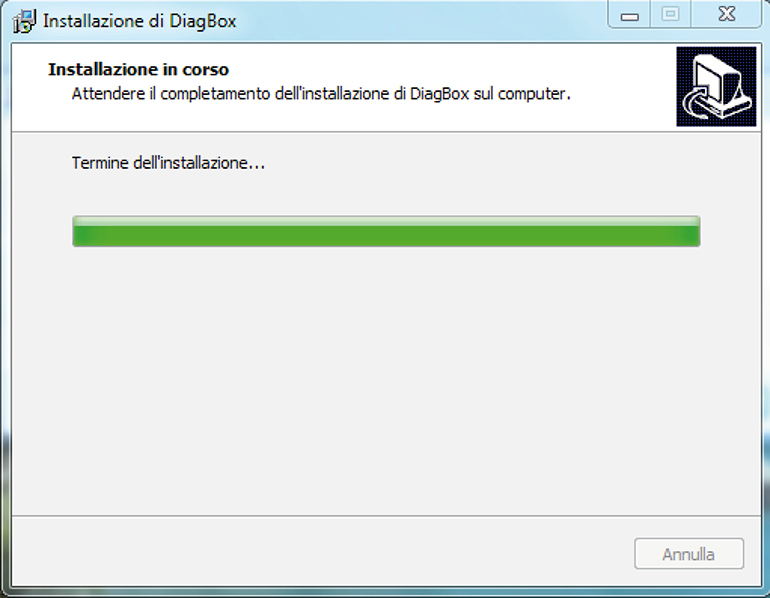 Installazione di DiagBox
Installazione in corso
Attendere il completamento dell'installazione di DiagBox sul computer.
Termine dell'installazione...
Annulla